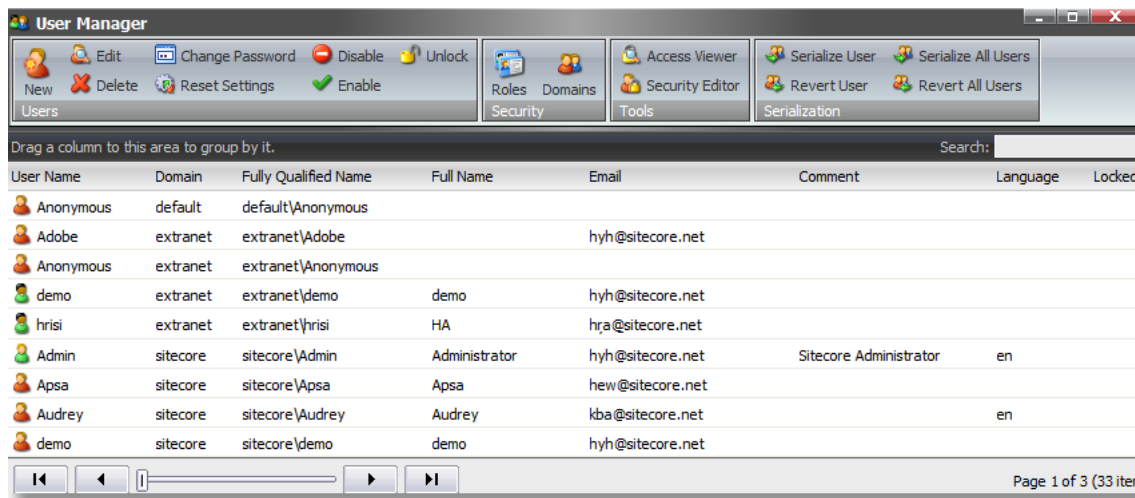 User Manager
New Edit Change Password Disable Unlock
Delete Reset Settings Enable
Users
Roles Domains
Security
Access Viewer
Security Editor
Tools
Serialize User Serialize All Users
Revert User Revert All Users
Serialization
Drag a column to this area to group by it. Search:
User Name Domain Fully Qualified Name Full Name Email Comment Language Locked
Anonymous default default\Anonymous
Adobe extranet extranet\Adobe hyh@sitecore.net
Anonymous extranet extranet\Anonymous
demo extranet extranet\demo demo hyh@sitecore.net
hrisi extranet extranet\hrisi HA hra@sitecore.net
Admin sitecore sitecore\Admin Administrator hyh@sitecore.net Sitecore Administrator en
Apsa sitecore sitecore\Apsa Apsa hew@sitecore.net
Audrey sitecore sitecore\Audrey Audrey kba@sitecore.net en
demo sitecore sitecore\demo demo hyh@sitecore.net
Page 1 of 3 (33 iter